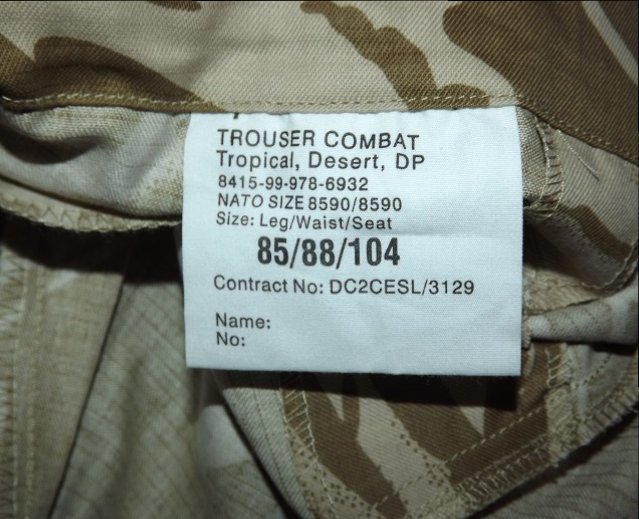 TROUSER COMBAT
Tropical, Desert, DP
8415-99-978-6932
NATO SIZE 8590/8590
Size: Leg/Waist/Seat
85/88/104
Contract No: DC2CESL/3129
Name:
No: